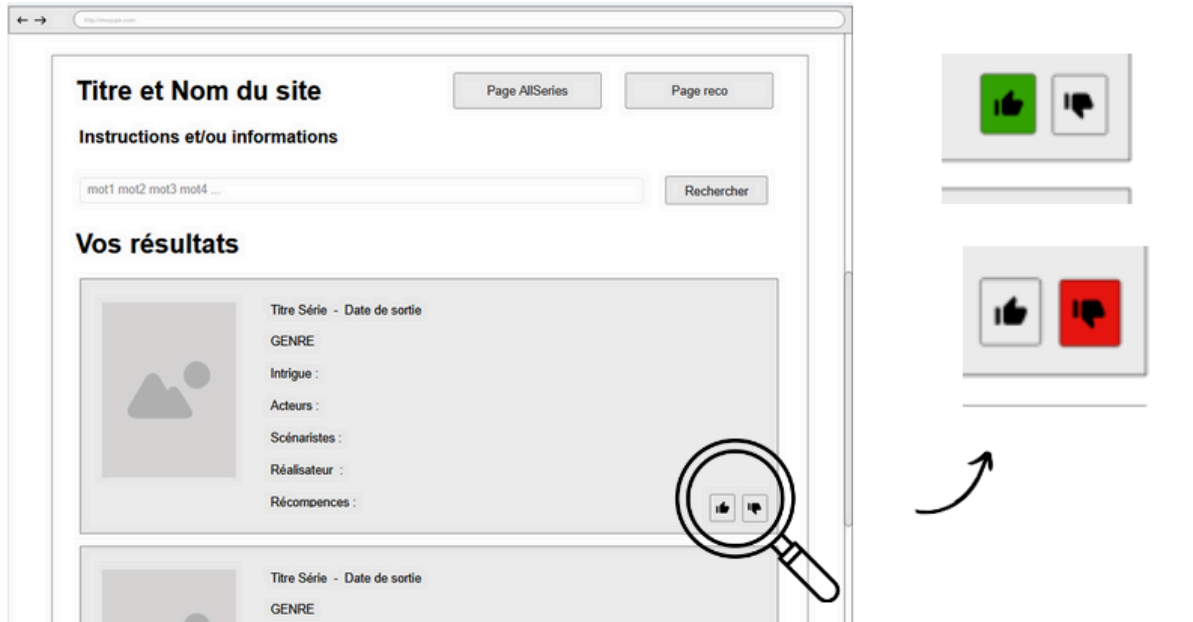 Titre et Nom du site
Page AllSeries
Page reco
Instructions et/ou informations
mot1 mot2 mot3 mot4 ...
Rechercher
Vos résultats
Titre Série - Date de sortie
GENRE
Intrigue :
Acteurs :
Scénaristes :
Réalisateur :
Récompences :
Titre Série - Date de sortie
GENRE